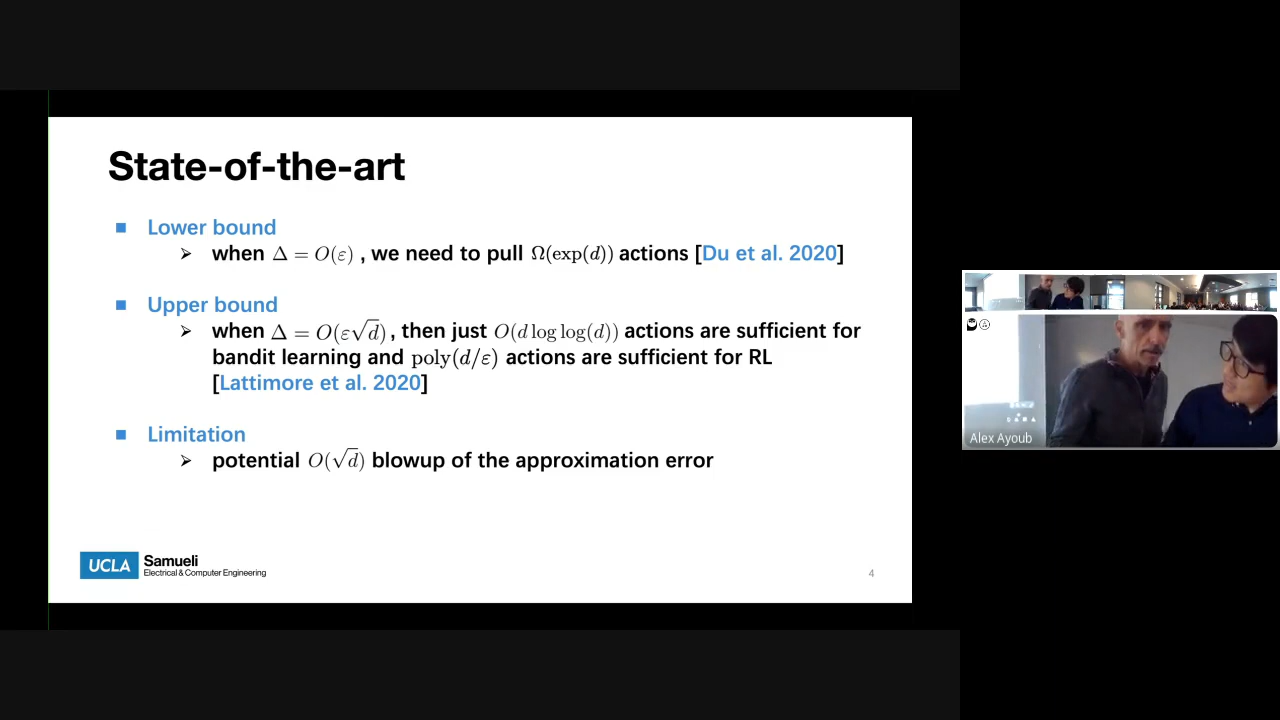 State-of-the-art
Lower bound
when Δ = O(ε) , we need to pull Ω(exp(d)) actions [Du et al. 2020]
Upper bound
when Δ = O(ε√d), then just O(d log log(d)) actions are sufficient for
bandit learning and poly(d/ε) actions are sufficient for RL
[Lattimore et al. 2020]
Limitation
potential O(√d) blowup of the approximation error
UCLA Samueli
Electrical & Computer Engineering
4
Alex Ayoub